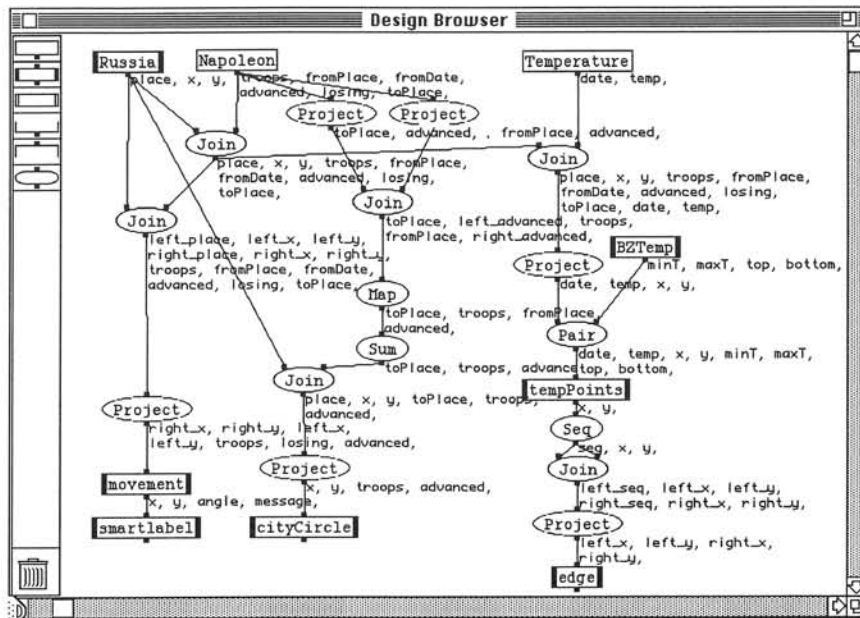 Design Browser
Russia
Napoleon
Temperature
place, x, y, troops, fromPlace, fromDate,
advanced, losing, toPlace,
date, temp,
Project
Project
toPlace, advanced, . fromPlace, advanced,
Join
Join
place, x, y, troops, fromPlace,
fromDate, advanced, losing,
toPlace,
place, x, y, troops, fromPlace,
fromDate, advanced, losing,
toPlace, date, temp,
Join
Join
toPlace, left_advanced, troops,
fromPlace, right_advanced,
left_place, left_x, left_y,
right_place, right_x, right_y,
troops, fromPlace, fromDate,
advanced, losing, toPlace,
BZTemp
minT, maxT, top, bottom,
Project
date, temp, x, y,
Map
toPlace, troops, fromPlace,
advanced,
Pair
date, temp, x, y, minT, maxT,
top, bottom,
Sum
toPlace, troops, advance
Join
place, x, y, toPlace, troops,
advanced,
tempPoints
x, y,
Project
right_x, right_y, left_x,
left_y, troops, losing, advanced,
Seq
seq, x, y,
Project
x, y, troops, advanced,
Join
left_seq, left_x, left_y,
right_seq, right_x, right_y,
movement
x, y, angle, message,
smartlabel
cityCircle
Project
left_x, left_y, right_x,
right_y,
edge